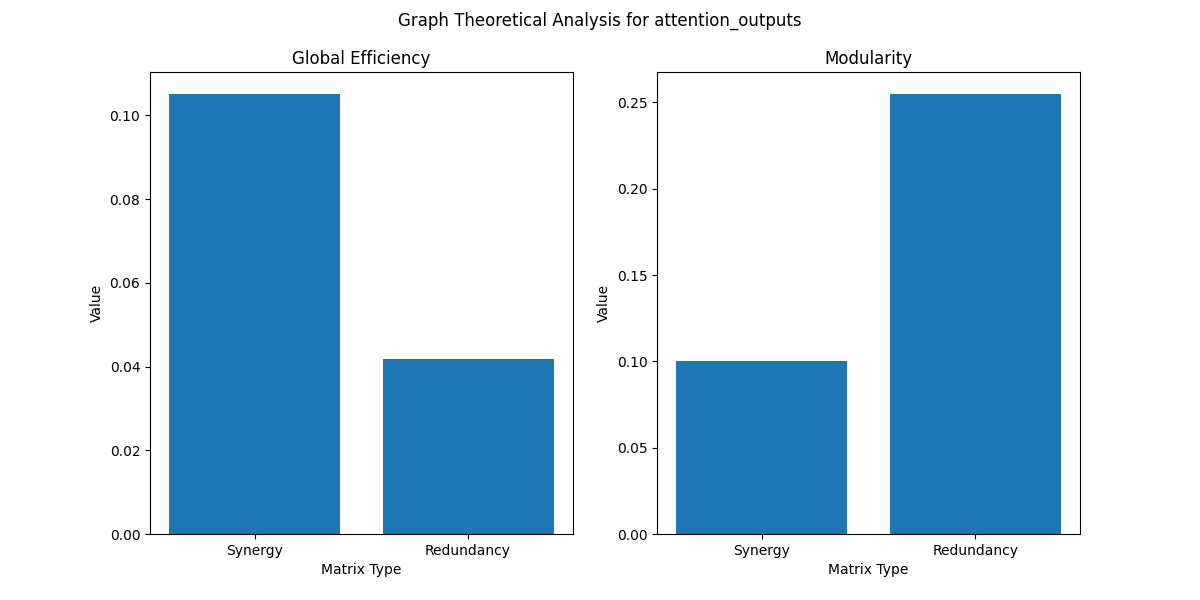 Graph Theoretical Analysis for attention_outputs
Global Efficiency
Value
0.10
0.08
0.06
0.04
0.02
0.00
Synergy
Redundancy
Matrix Type
Modularity
Value
0.25
0.20
0.15
0.10
0.05
0.00
Synergy
Redundancy
Matrix Type